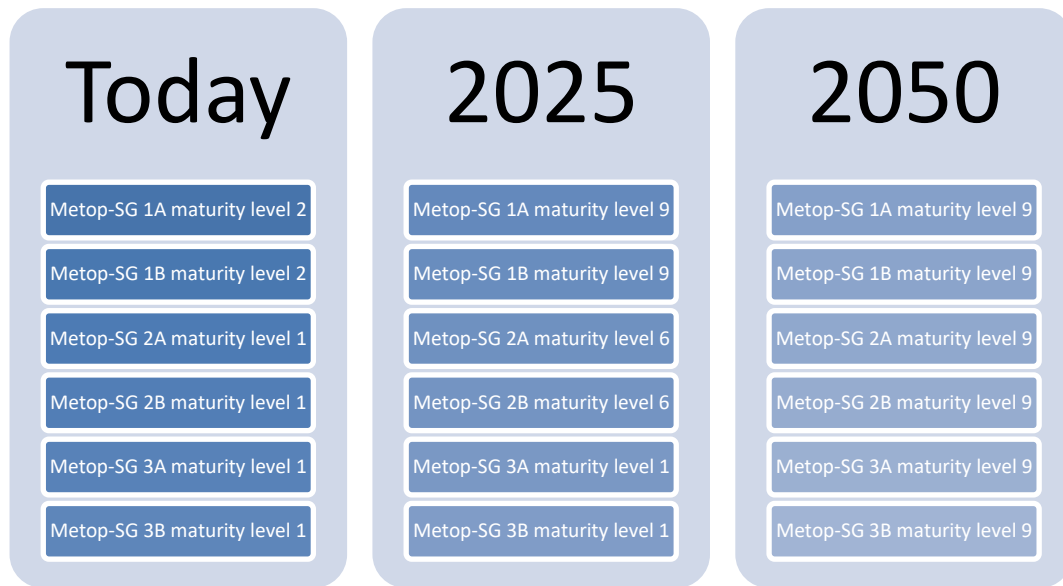 Today
Metop-SG 1A maturity level 2
Metop-SG 1B maturity level 2
Metop-SG 2A maturity level 1
Metop-SG 2B maturity level 1
Metop-SG 3A maturity level 1
Metop-SG 3B maturity level 1
2025
Metop-SG 1A maturity level 9
Metop-SG 1B maturity level 9
Metop-SG 2A maturity level 6
Metop-SG 2B maturity level 6
Metop-SG 3A maturity level 1
Metop-SG 3B maturity level 1
2050
Metop-SG 1A maturity level 9
Metop-SG 1B maturity level 9
Metop-SG 2A maturity level 9
Metop-SG 2B maturity level 9
Metop-SG 3A maturity level 9
Metop-SG 3B maturity level 9